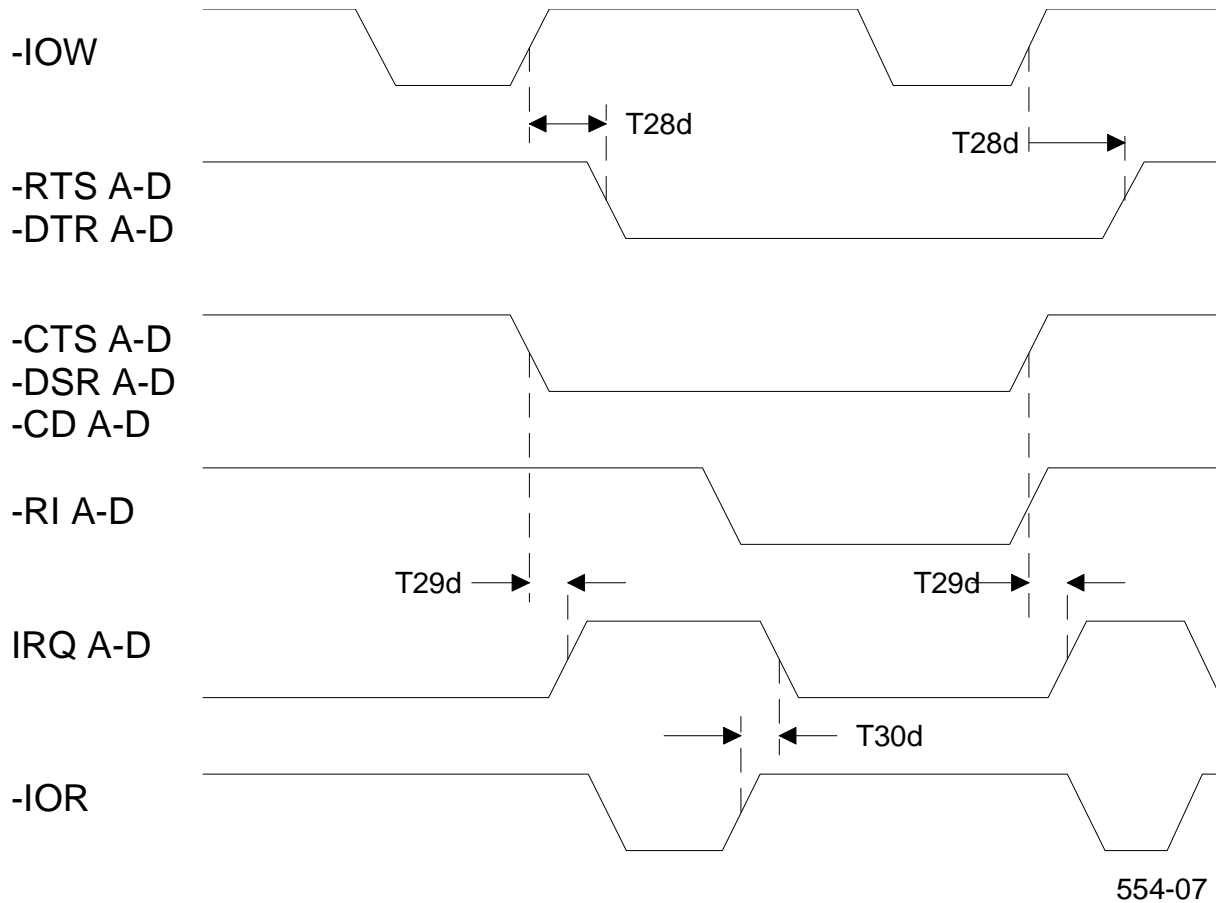 -IOW
T28d
T28d
-RTS A-D
-DTR A-D
-CTS A-D
-DSR A-D
-CD A-D
-RI A-D
T29d
T29d
IRQ A-D
T30d
-IOR
554-07